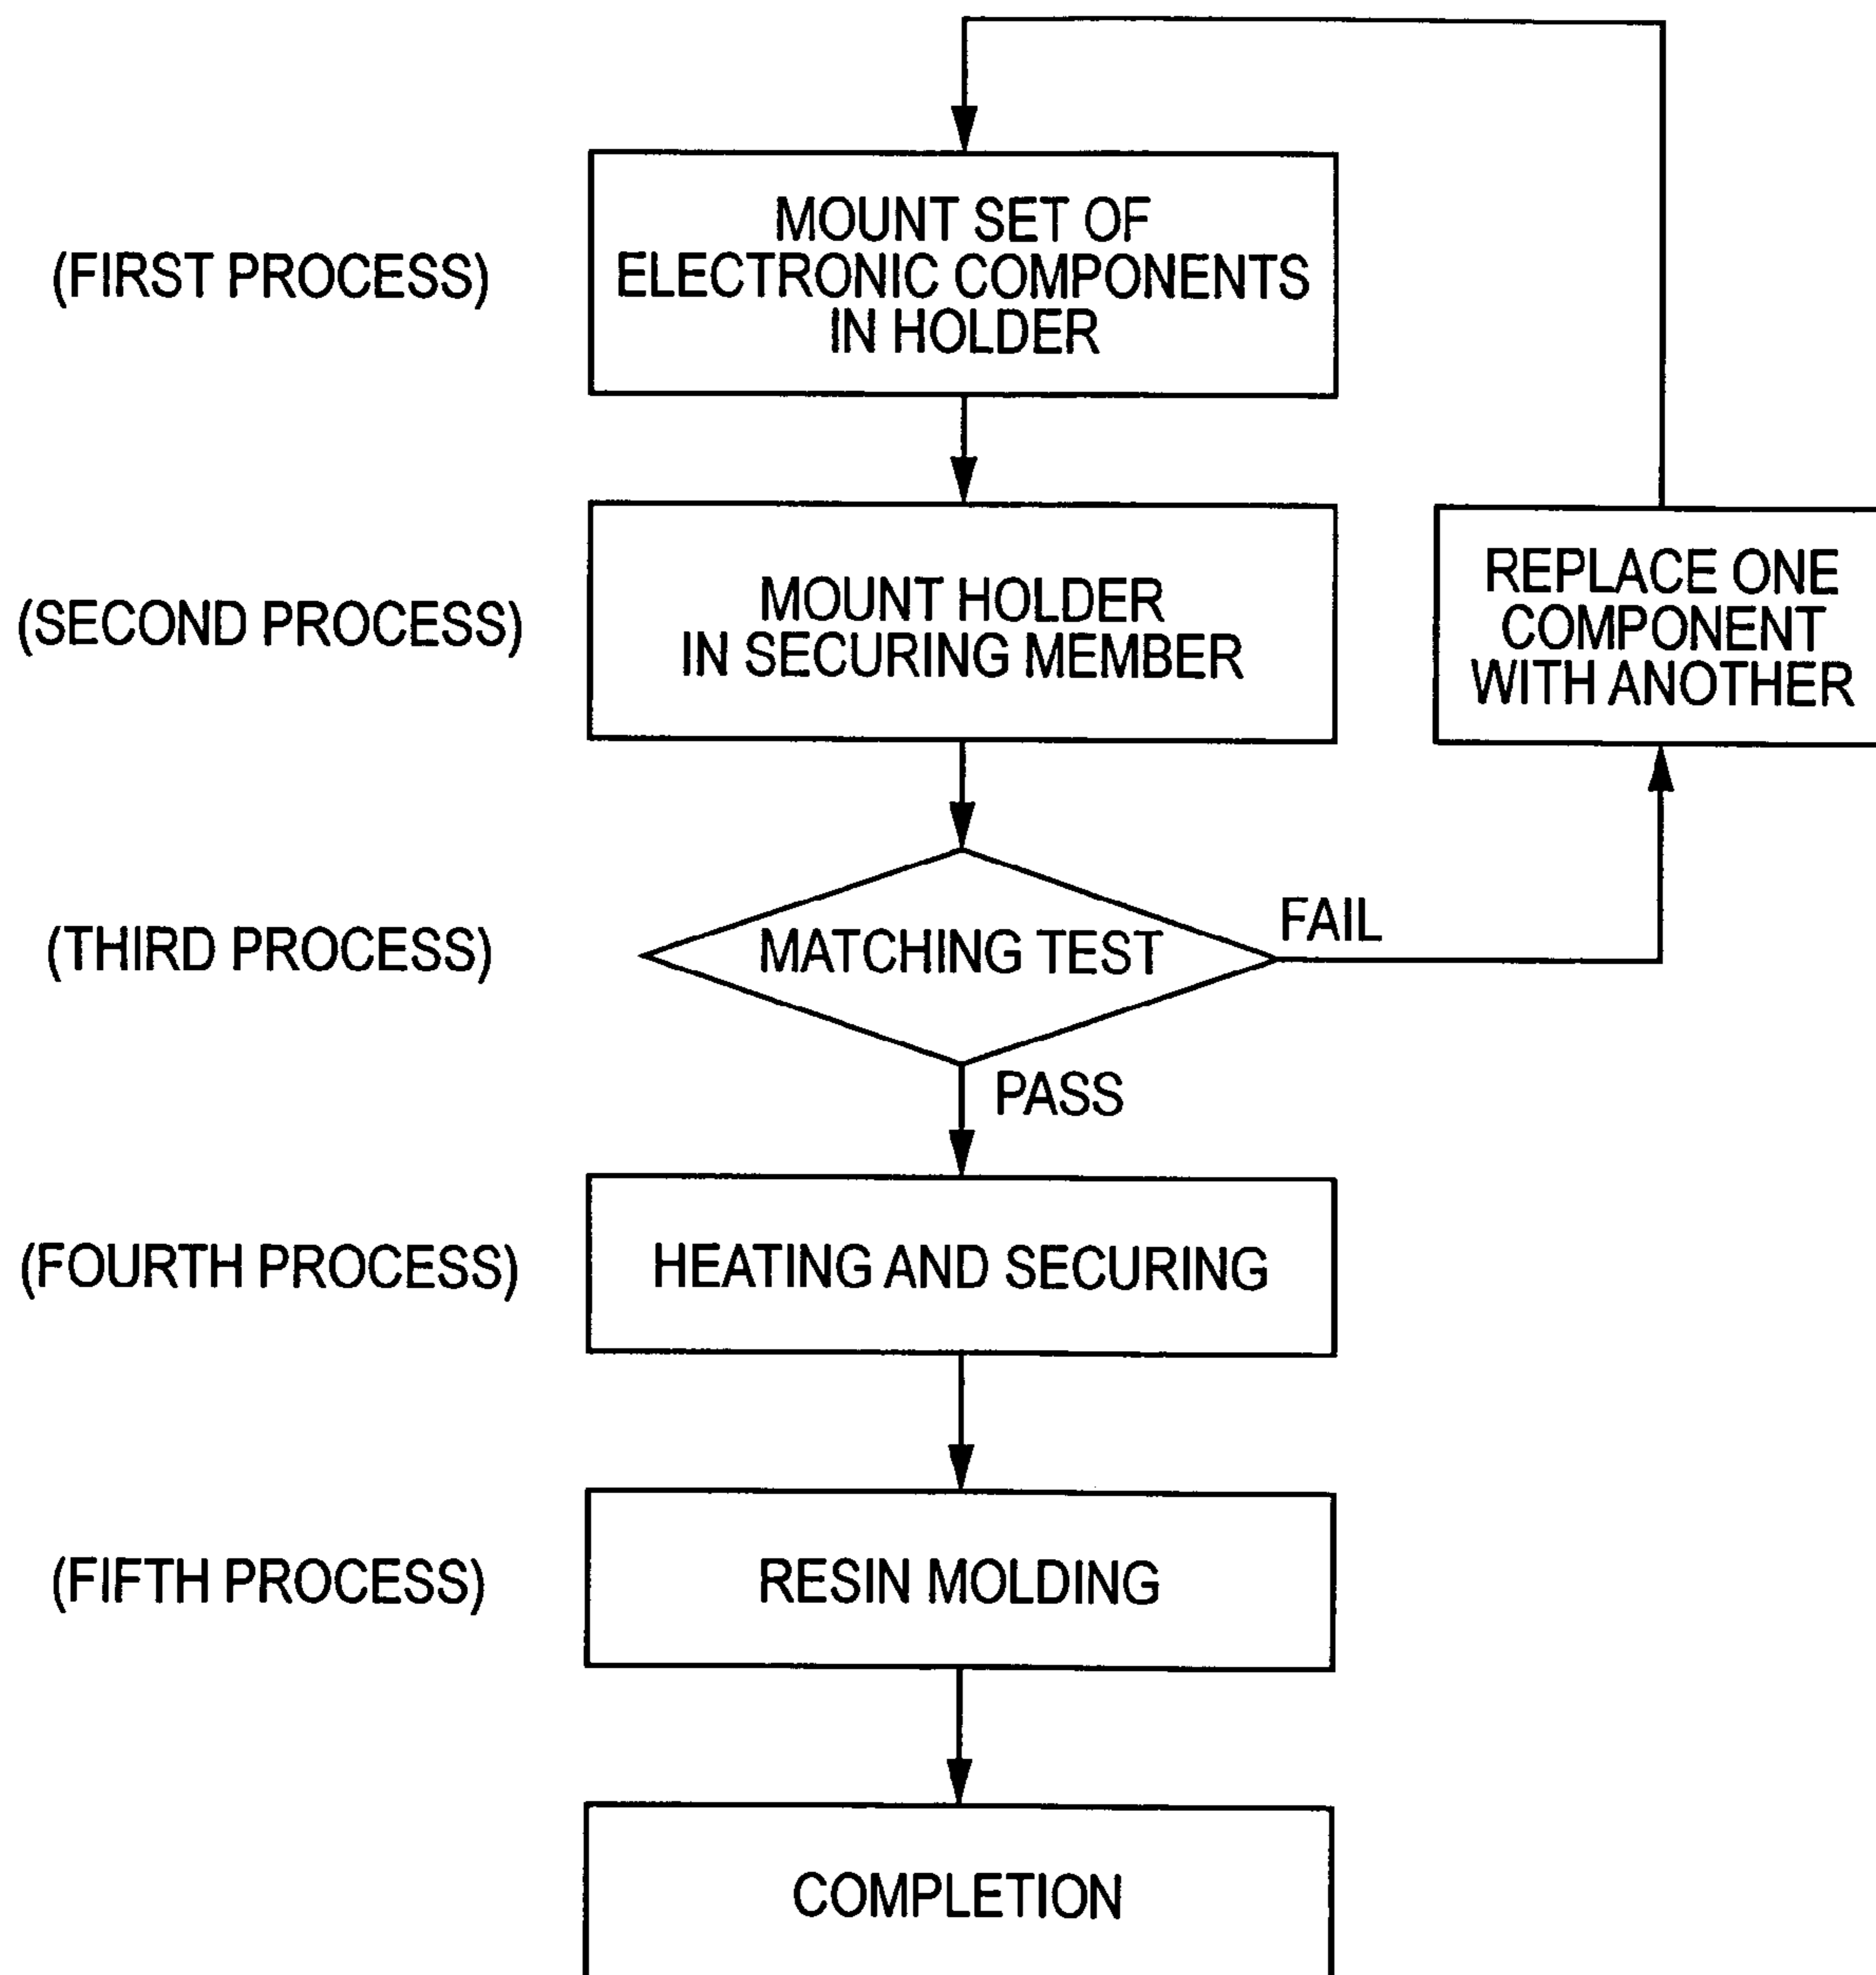 (FIRST PROCESS)
MOUNT SET OF
ELECTRONIC COMPONENTS
IN HOLDER
(SECOND PROCESS)
MOUNT HOLDER
IN SECURING MEMBER
REPLACE ONE
COMPONENT
WITH ANOTHER
(THIRD PROCESS)
MATCHING TEST
FAIL
PASS
(FOURTH PROCESS)
HEATING AND SECURING
(FIFTH PROCESS)
RESIN MOLDING
COMPLETION